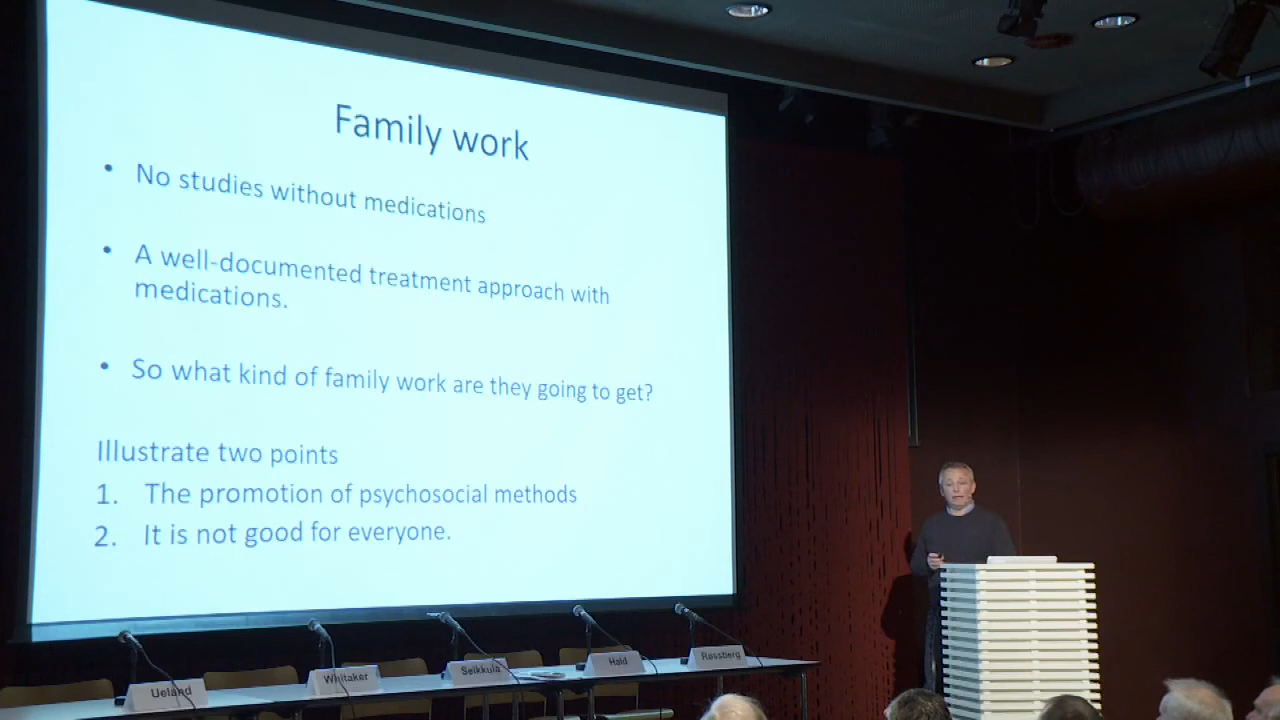 Family work
• No studies without medications
• A well-documented treatment approach with
medications.
• So what kind of family work are they going to get?
Illustrate two points
1. The promotion of psychosocial methods
2. It is not good for everyone.
Ueland
Whitaker
Seikkula
Hald
Røssberg